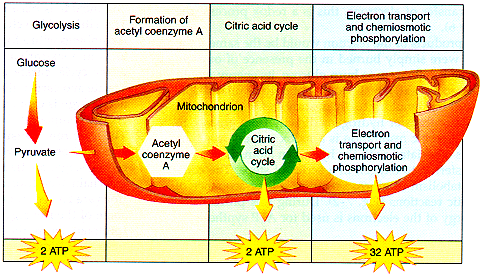 Glycolysis
Formation of
acetyl coenzyme A
Citric acid cycle
Electron transport
and chemiosmotic
phosphorylation
Glucose
Mitochondrion
Pyruvate
Acetyl
coenzyme
A
Citric
acid
cycle
Electron
transport and
chemiosmotic
phosphorylation
2 ATP
2 ATP
32 ATP